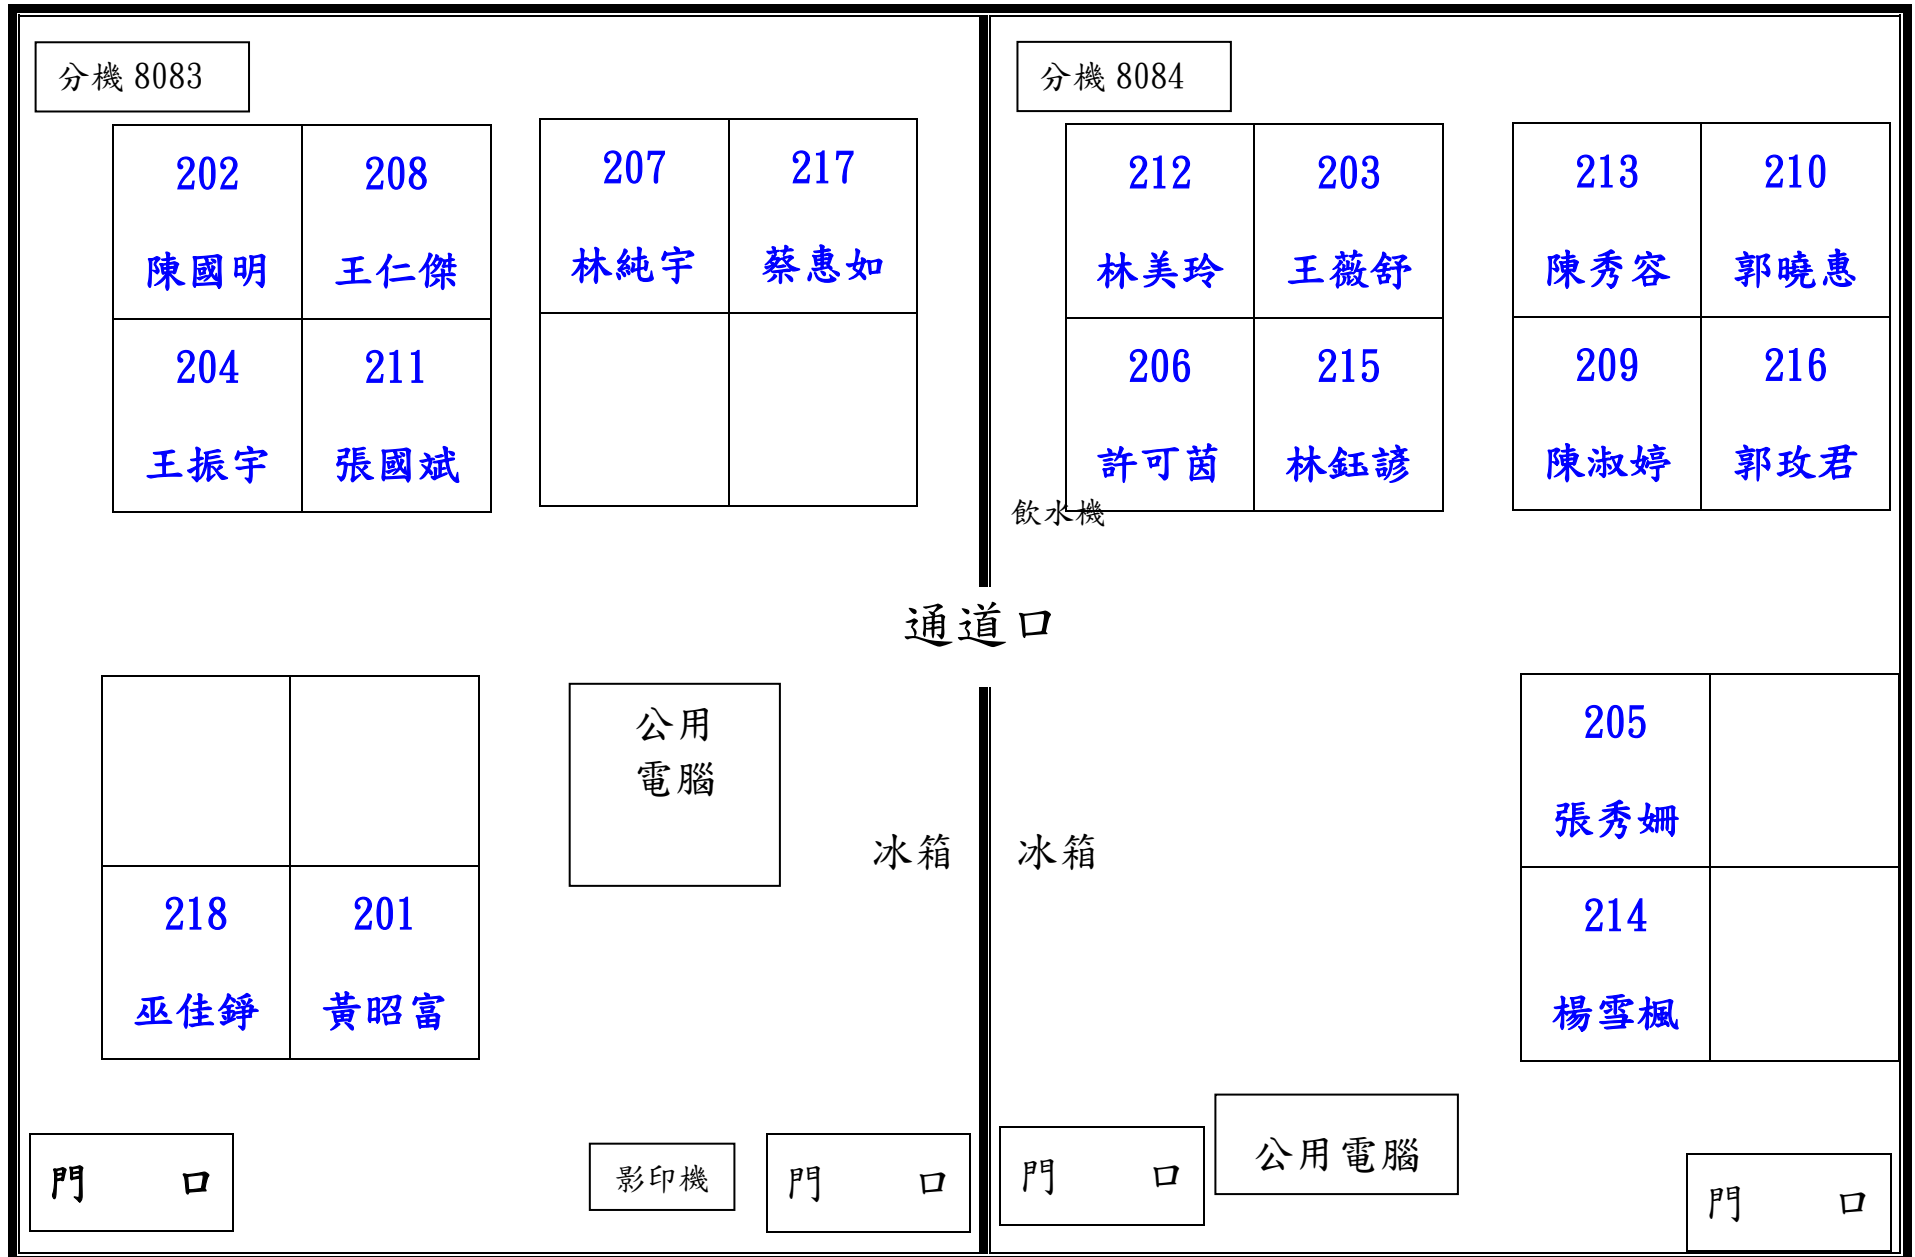 分機 8083
202 208
陳國明 王仁傑
204 211
王振宇 張國斌
207 217
林純宇 蔡惠如
分機 8084
212 203
林美玲 王薇舒
206 215
許可茵 林鈺諺
213 210
陳秀容 郭曉惠
209 216
陳淑婷 郭玫君
飲水機
通道口
218 201
巫佳錚 黃昭富
公用
電腦
冰箱
冰箱
205
張秀姍
214
楊雪楓
門 口
影印機
門 口
門 口
公用電腦
門 口